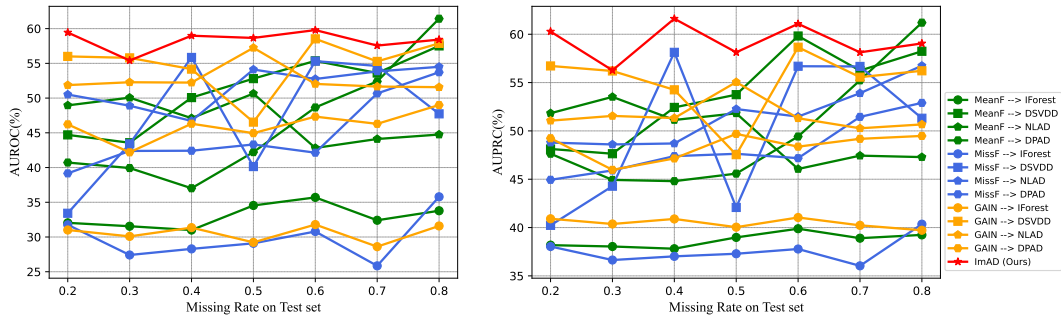 60
55
50
45
40
35
30
25
AUROC(%)
0.2 0.3 0.4 0.5 0.6 0.7 0.8
Missing Rate on Test set
60
55
50
45
40
35
AUPRC(%)
0.2 0.3 0.4 0.5 0.6 0.7 0.8
Missing Rate on Test set
MeanF --> IForest
MeanF --> DSVDD
MeanF --> NLAD
MeanF --> DPAD
MissF --> IForest
MissF --> DSVDD
MissF --> NLAD
MissF --> DPAD
GAIN --> IForest
GAIN --> DSVDD
GAIN --> NLAD
GAIN --> DPAD
ImAD (Ours)